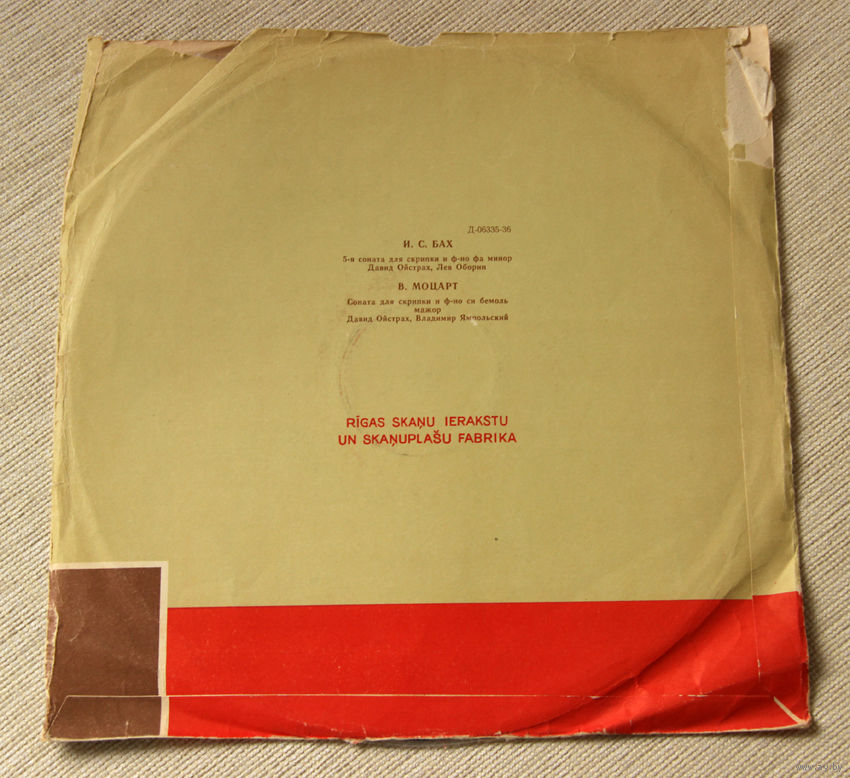 Д-06335-36
И. С. БАХ
5-я соната для скрипки и ф-но фа минор
Давид Ойстрах, Лев Оборин
В. МОЦАРТ
Соната для скрипки и ф-но си бемоль
мажор
Давид Ойстрах, Владимир Ямпольский
RĪGAS SKAŅU IERAKSTU
UN SKAŅUPLAŠU FABRIKA